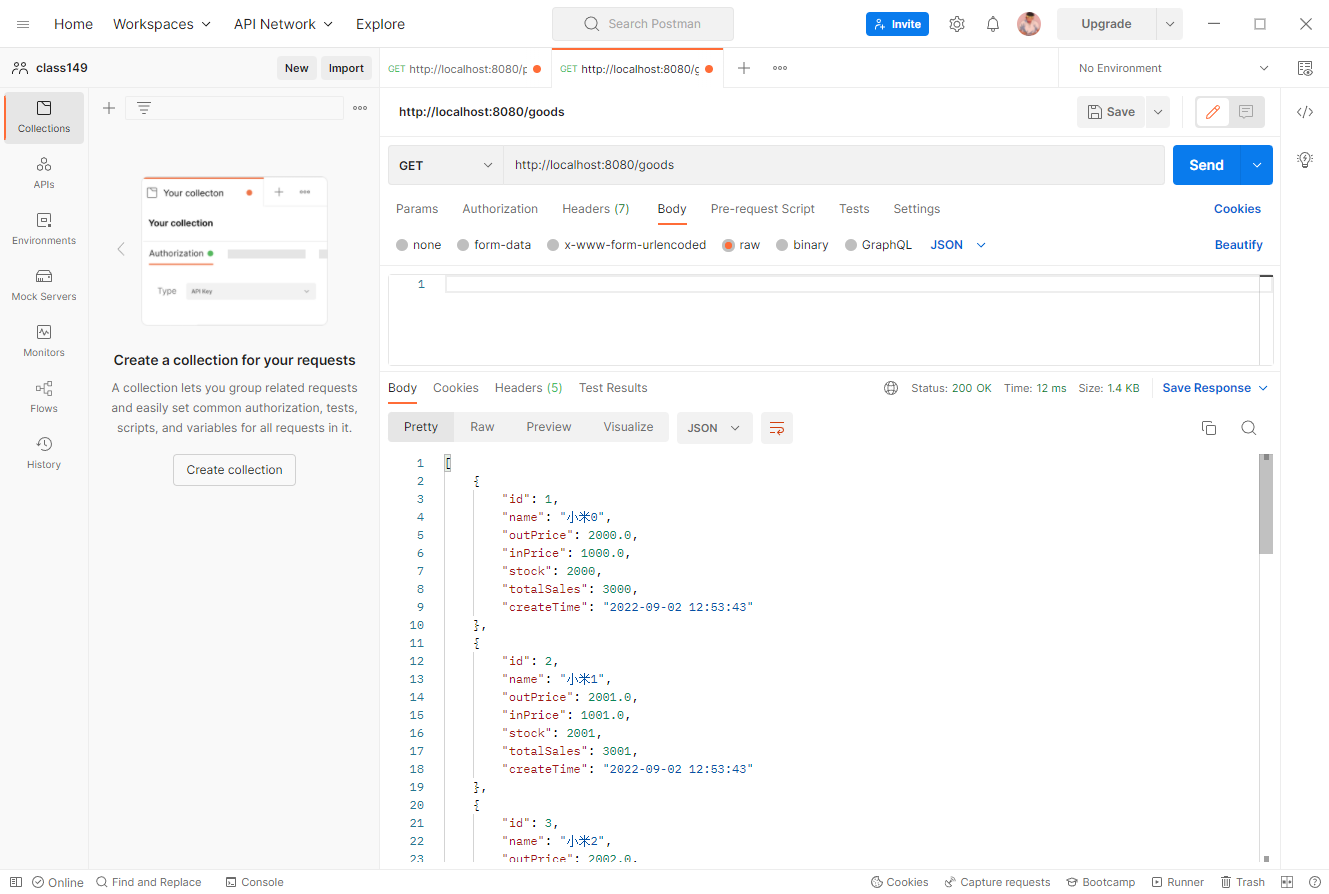 Home Workspaces API Network Explore Search Postman Invite Upgrade
class149 New Import GET http://localhost:8080/ GET http://localhost:8080/g No Environment
http://localhost:8080/goods Save
Collections
APIs
Environments
Mock Servers
Monitors
Flows
History
Your collecton
Your collection
Authorization
Type API Key
Create a collection for your requests
A collection lets you group related requests
and easily set common authorization, tests,
scripts, and variables for all requests in it.
Create collection
GET http://localhost:8080/goods Send
Params Authorization Headers (7) Body Pre-request Script Tests Settings Cookies
none form-data x-www-form-urlencoded raw binary GraphQL JSON Beautify
1
Body Cookies Headers (5) Test Results Status: 200 OK Time: 12 ms Size: 1.4 KB Save Response
Pretty Raw Preview Visualize JSON
1 [
2 {
3 "id": 1,
4 "name": "小米0",
5 "outPrice": 2000.0,
6 "inPrice": 1000.0,
7 "stock": 2000,
8 "totalSales": 3000,
9 "createTime": "2022-09-02 12:53:43"
10 },
11 {
12 "id": 2,
13 "name": "小米1",
14 "outPrice": 2001.0,
15 "inPrice": 1001.0,
16 "stock": 2001,
17 "totalSales": 3001,
18 "createTime": "2022-09-02 12:53:43"
19 },
20 {
21 "id": 3,
22 "name": "小米2",
23 "outPrice": 2002.0,
Online Find and Replace Console Cookies Capture requests Bootcamp Runner Trash